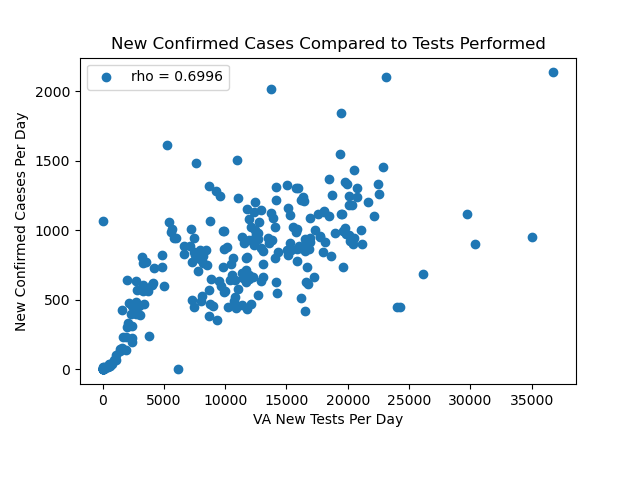 New Confirmed Cases Compared to Tests Performed
rho = 0.6996
New Confirmed Caeses Per Day
2000
1500
1000
500
0
0 5000 10000 15000 20000 25000 30000 35000
VA New Tests Per Day